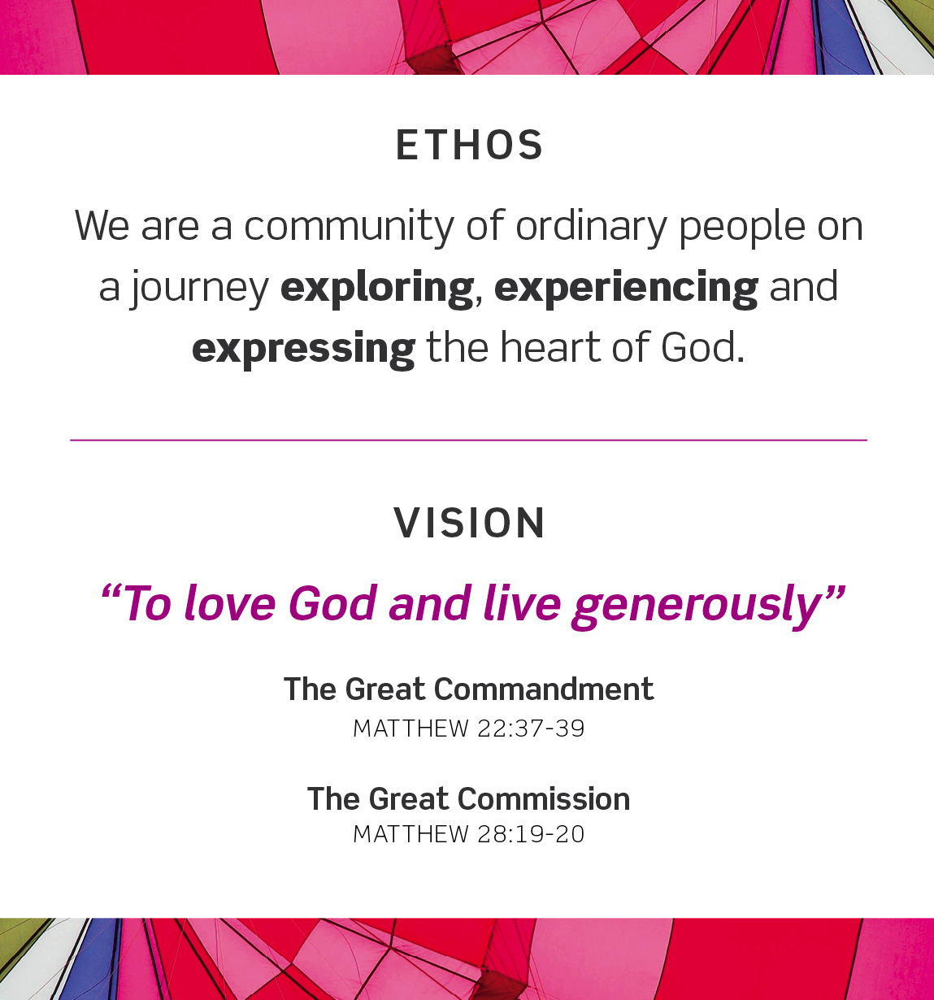 ETHOS
We are a community of ordinary people on
a journey exploring, experiencing and
expressing the heart of God.
VISION
“To love God and live generously”
The Great Commandment
MATTHEW 22:37-39
The Great Commission
MATTHEW 28:19-20